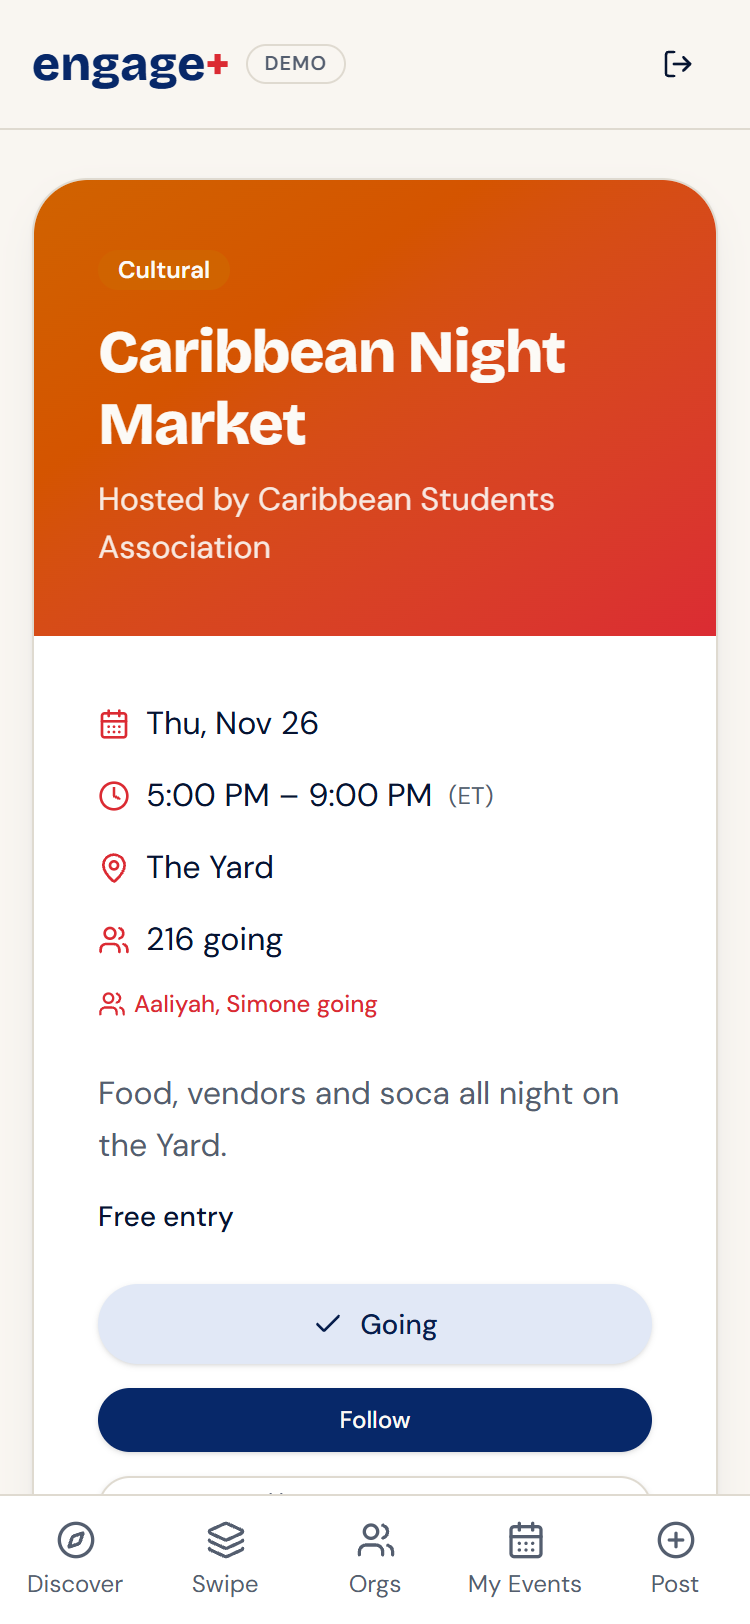 engage+ DEMO
Cultural
Caribbean Night
Market
Hosted by Caribbean Students
Association
Thu, Nov 26
5:00 PM – 9:00 PM (ET)
The Yard
216 going
Aaliyah, Simone going
Food, vendors and soca all night on
the Yard.
Free entry
Going
Follow
Discover Swipe Orgs My Events Post